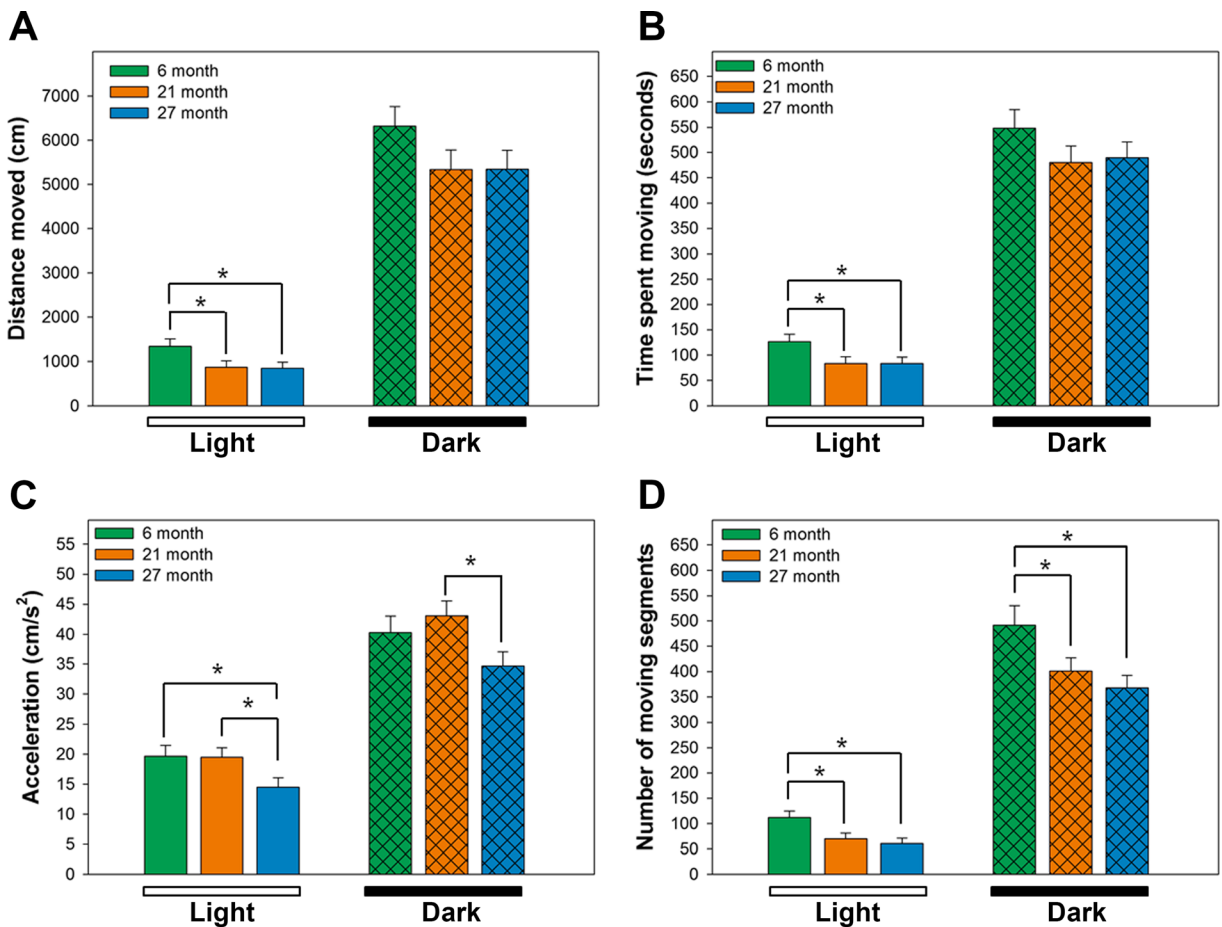 A
Distance moved (cm)
7000
6000
5000
4000
3000
2000
1000
0
6 month
21 month
27 month
*
*
Light
Dark
B
Time spent moving (seconds)
650
600
550
500
450
400
350
300
250
200
150
100
50
0
6 month
21 month
27 month
*
*
Light
Dark
C
Acceleration (cm/s²)
55
50
45
40
35
30
25
20
15
10
5
0
6 month
21 month
27 month
*
*
*
Light
Dark
D
Number of moving segments
650
600
550
500
450
400
350
300
250
200
150
100
50
0
6 month
21 month
27 month
*
*
*
*
Light
Dark